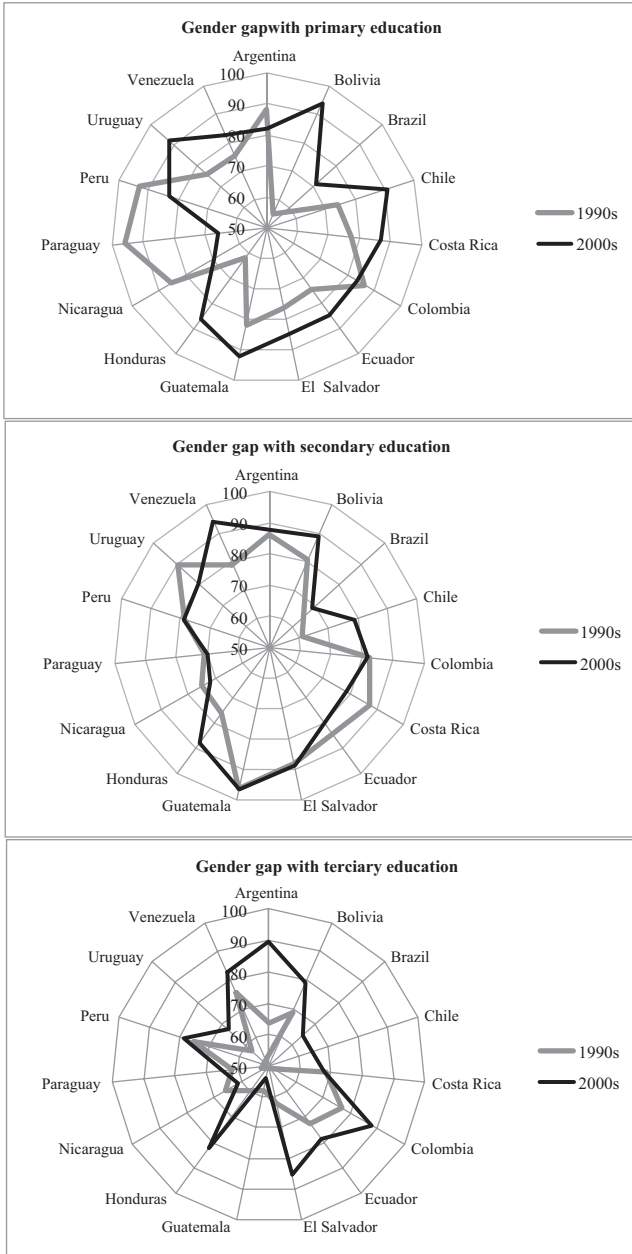 Gender gapwith primary education
Argentina
Venezuela
100
Bolivia
Uruguay
90
Brazil
80
Peru
70
Chile
60
1990s
Paraguay
50
Costa Rica
2000s
Nicaragua
Colombia
Honduras
Ecuador
Guatemala
El Salvador
Gender gap with secondary education
Argentina
Venezuela
100
Bolivia
Uruguay
90
Brazil
80
Peru
70
Chile
60
1990s
Paraguay
50
Colombia
2000s
Nicaragua
Costa Rica
Honduras
Ecuador
Guatemala
El Salvador
Gender gap with terciary education
Argentina
Venezuela
100
Bolivia
Uruguay
90
Brazil
80
Peru
70
Chile
60
1990s
Paraguay
50
Costa Rica
2000s
Nicaragua
Colombia
Honduras
Ecuador
Guatemala
El Salvador